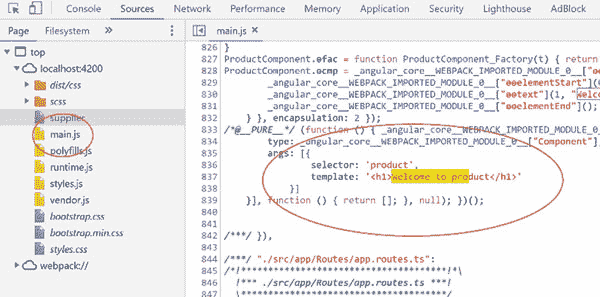 Console Sources Network Performance Memory Application Security Lighthouse AdBlock
Page Filesystem »
main.js ×
top
localhost:4200
dist/css
scss
supplier
main.js
polyfills.js
runtime.js
styles.js
vendor.js
bootstrap.css
bootstrap.min.css
styles.css
webpack://
826 }
827 ProductComponent.ɵfac = function ProductComponent_Factory(t) { return
828 ProductComponent.ɵcmp = _angular_core__WEBPACK_IMPORTED_MODULE_0__["ɵɵ
829 _angular_core__WEBPACK_IMPORTED_MODULE_0__["ɵɵelementStart"](
830 _angular_core__WEBPACK_IMPORTED_MODULE_0__["ɵɵtext"](1, "Welco
831 _angular_core__WEBPACK_IMPORTED_MODULE_0__["ɵɵelementEnd"]();
832 } }, encapsulation: 2 });
833 /*@__PURE__*/ (function () { _angular_core__WEBPACK_IMPORTED_MODULE_0_
834 type: _angular_core__WEBPACK_IMPORTED_MODULE_0__["Component"],
835 args: [{
836 selector: 'product',
837 template: '<h1>Welcome to product</h1>'
838 }]
839 }], function () { return []; }, null); })();
840
841
842 /***/ }),
843
844 /***/ "./src/app/Routes/app.routes.ts":
845 /*!**************************************!*\
846 !*** ./src/app/Routes/app.routes.ts ***!
847 \**************************************/